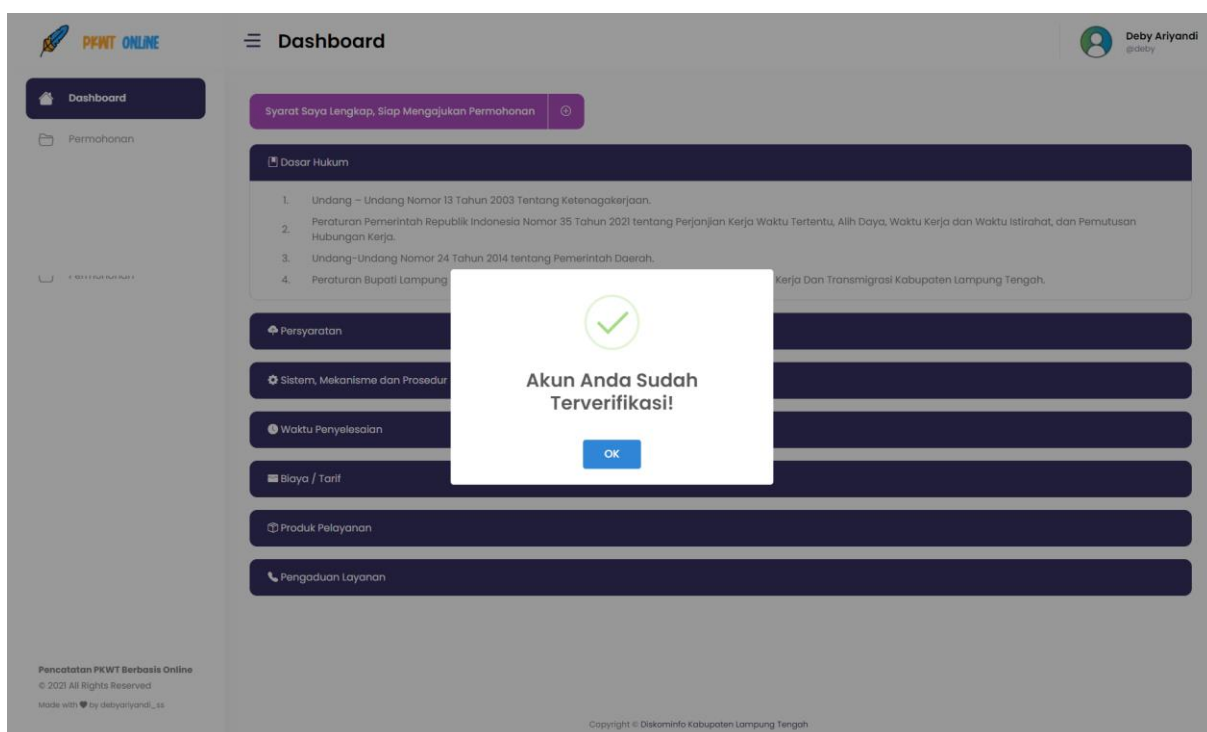 PKWT ONLINE
Dashboard
Deby Ariyandi
@deby
Dashboard
Permohonan
Syarat Saya Lengkap, Siap Mengajukan Permohonan
Dasar Hukum
1. Undang – Undang Nomor 13 Tahun 2003 Tentang Ketenagakerjaan.
2. Peraturan Pemerintah Republik Indonesia Nomor 35 Tahun 2021 tentang Perjanjian Kerja Waktu Tertentu, Alih Daya, Waktu Kerja dan Waktu Istirahat, dan Pemutusan
Hubungan Kerja.
3. Undang-Undang Nomor 24 Tahun 2014 tentang Pemerintah Daerah.
4. Peraturan Bupati Lampung Kerja Dan Transmigrasi Kabupaten Lampung Tengah.
Persyaratan
Sistem, Mekanisme dan Prosedur
Waktu Penyelesaian
Biaya / Tarif
Produk Pelayanan
Pengaduan Layanan
Akun Anda Sudah
Terverifikasi!
OK
Pencatatan PKWT Berbasis Online
© 2021 All Rights Reserved
Made with by debyariyandi_ss
Copyright © Diskominfo Kabupaten Lampung Tengah